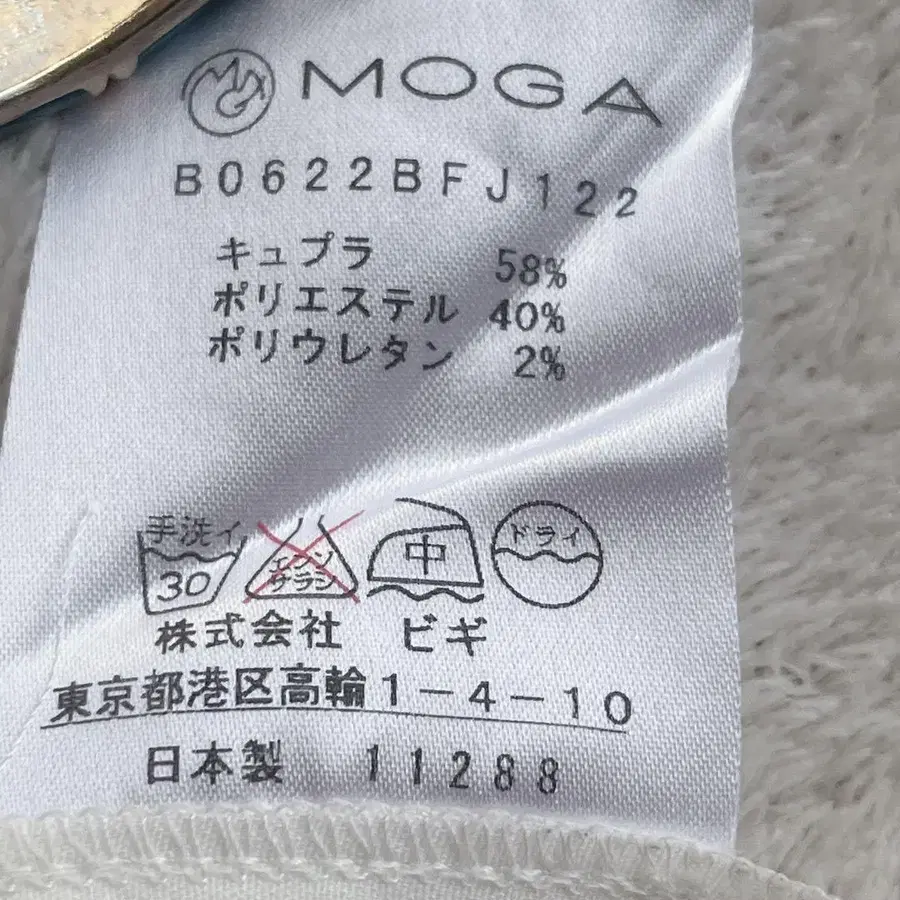 MOGA
B0622BFJ122
キュプラ 58%
ポリエステル 40%
ポリウレタン 2%
手洗イ 30 エンソサラシ 中 ドライ
株式会社 ビギ
東京都港区高輪1-4-10
日本製 11288